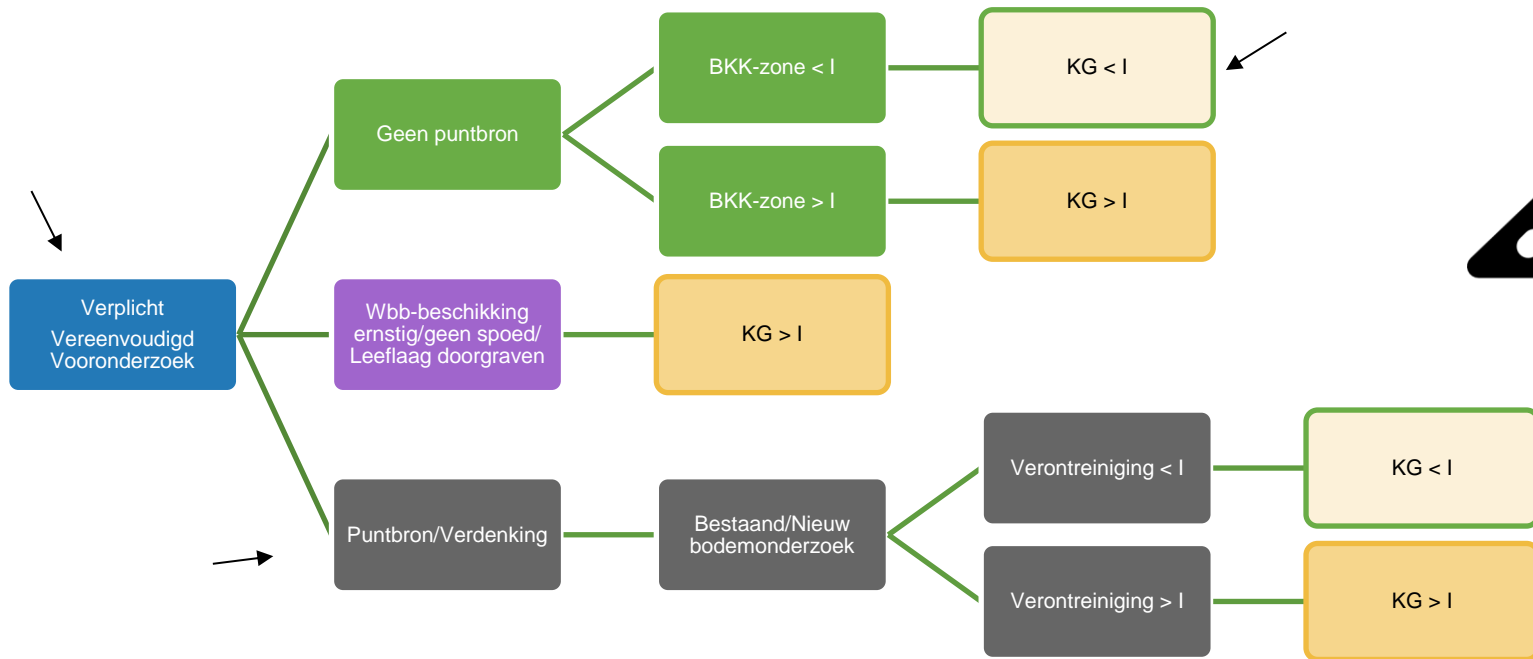 BKK-zone < I
KG < I
Geen puntbron
BKK-zone > I
KG > I
Verplicht
Vereenvoudigd
Vooronderzoek
Wbb-beschikking
ernstig/geen spoed/
Leeflaag doorgraven
KG > I
Verontreiniging < I
KG < I
Puntbron/Verdenking
Bestaand/Nieuw
bodemonderzoek
Verontreiniging > I
KG > I